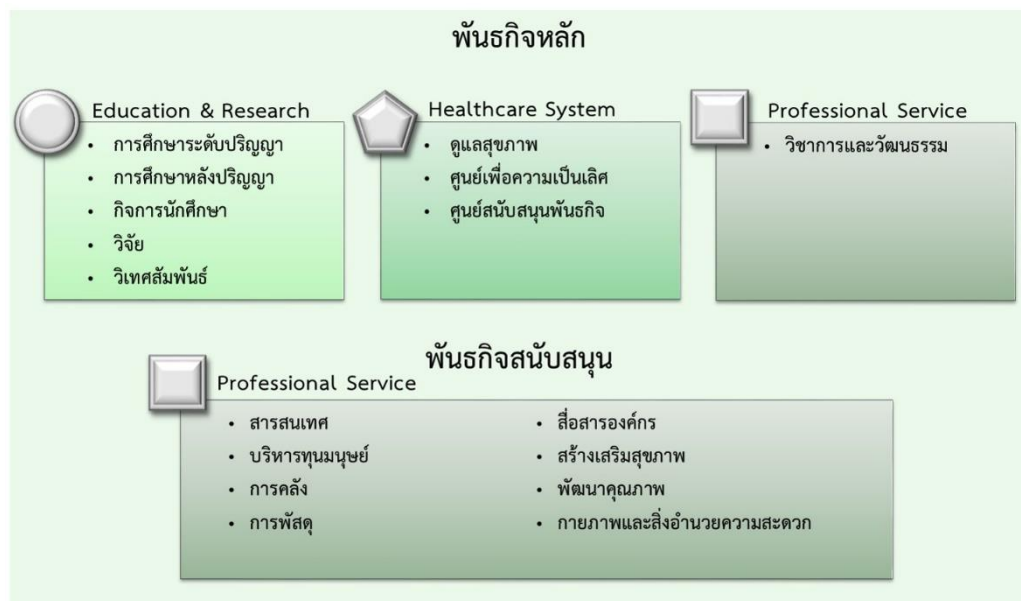 พันธกิจหลัก
Education & Research
• การศึกษาระดับปริญญา
• การศึกษาหลังปริญญา
• กิจการนักศึกษา
• วิจัย
• วิเทศสัมพันธ์
Healthcare System
• ดูแลสุขภาพ
• ศูนย์เพื่อความเป็นเลิศ
• ศูนย์สนับสนุนพันธกิจ
Professional Service
• วิชาการและวัฒนธรรม
พันธกิจสนับสนุน
Professional Service
• สารสนเทศ
• บริหารทุนมนุษย์
• การคลัง
• การพัสดุ
• สื่อสารองค์กร
• สร้างเสริมสุขภาพ
• พัฒนาคุณภาพ
• กายภาพและสิ่งอำนวยความสะดวก